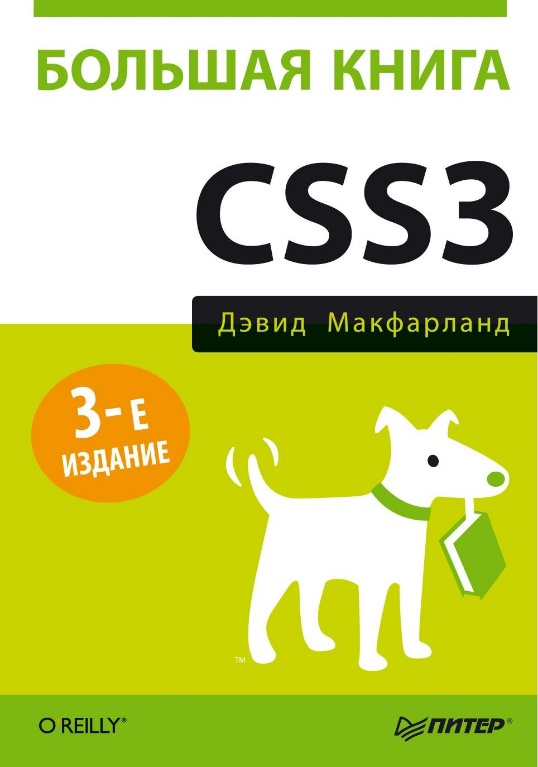 БОЛЬШАЯ КНИГА
CSS3
Дэвид Макфарланд
3-Е
ИЗДАНИЕ
TM
O REILLY®
ПИТЕР®